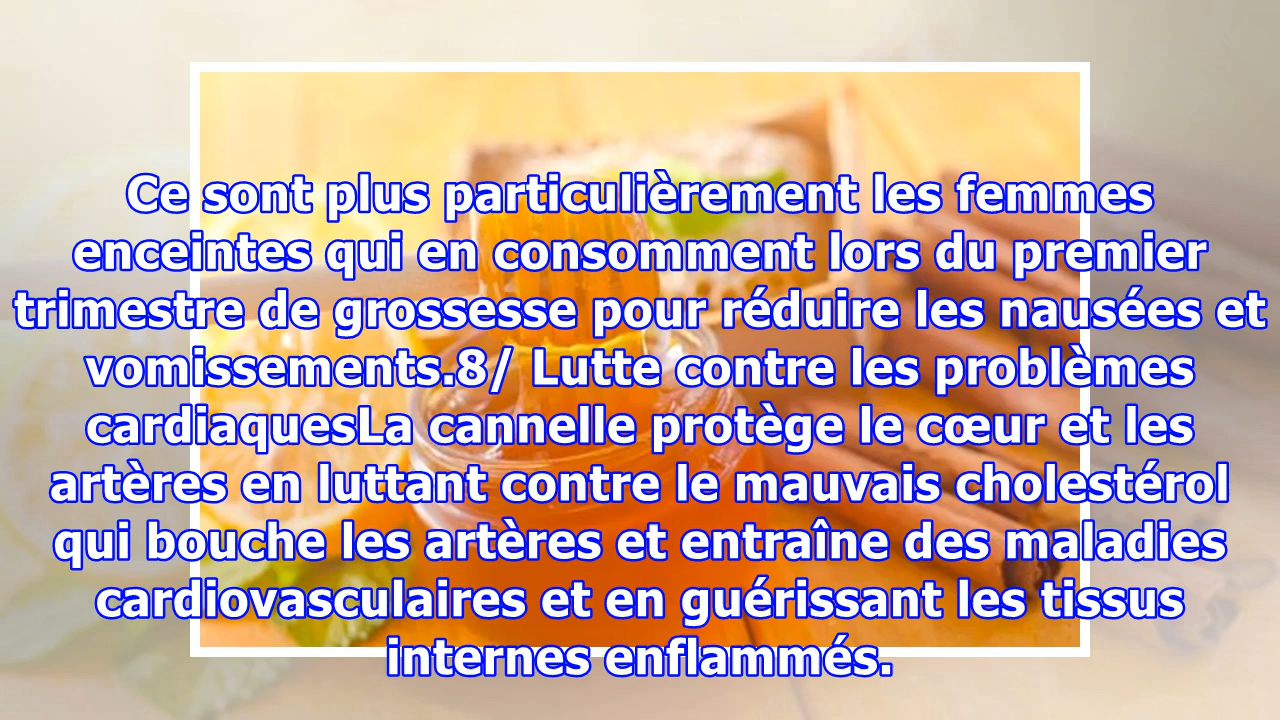 Ce sont plus particulièrement les femmes
enceintes qui en consomment lors du premier
trimestre de grossesse pour réduire les nausées et
vomissements.8/ Lutte contre les problèmes
cardiaquesLa cannelle protège le cœur et les
artères en luttant contre le mauvais cholestérol
qui bouche les artères et entraîne des maladies
cardiovasculaires et en guérissant les tissus
internes enflammés.